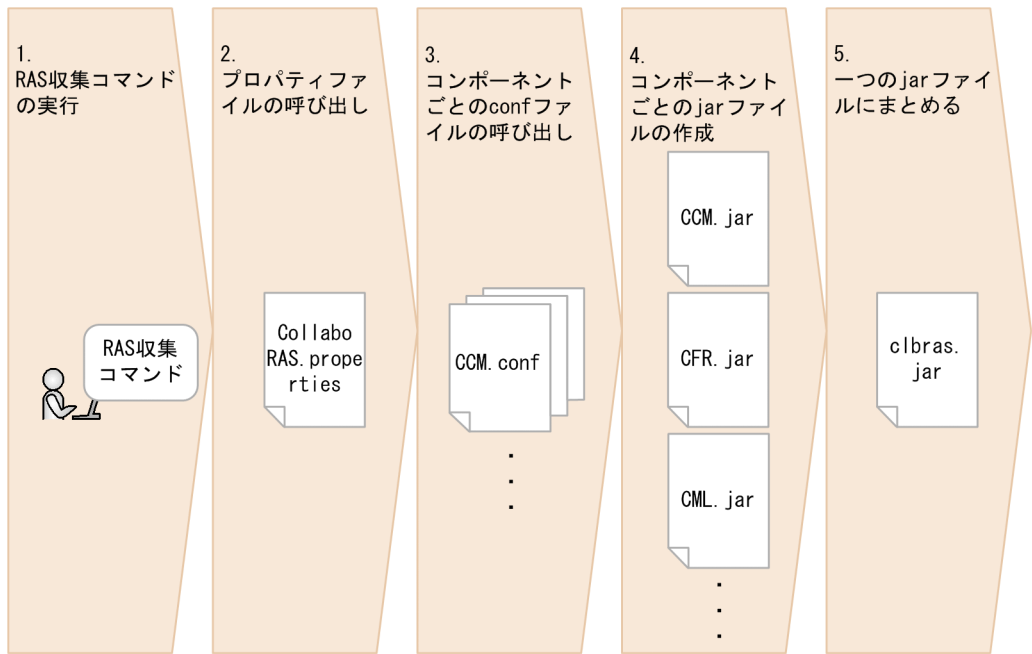 1.
RAS収集コマンド
の実行
RAS収集
コマンド
2.
プロパティファ
イルの呼び出し
Collabo
RAS.prope
rties
3.
コンポーネント
ごとのconfファ
イルの呼び出し
CCM.conf
・
・
・
4.
コンポーネント
ごとのjarファイ
ルの作成
CCM.jar
CFR.jar
CML.jar
・
・
・
5.
一つのjarファイ
ルにまとめる
clbras.
jar